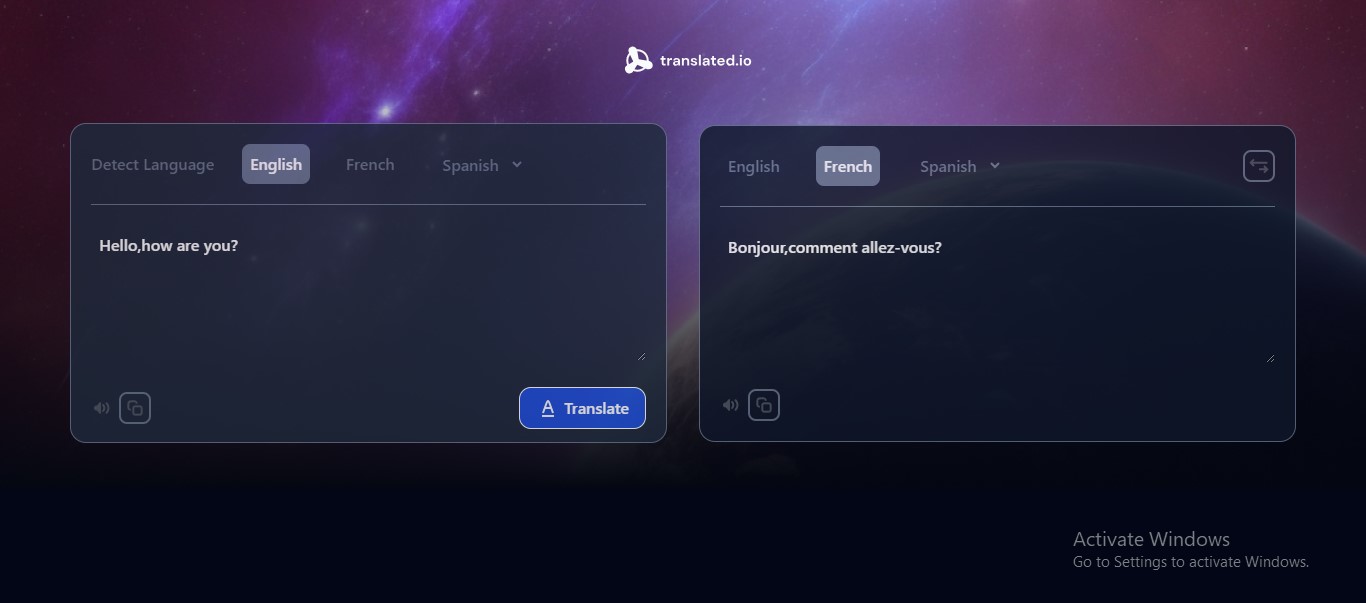 translated.io
Detect Language English French Spanish
English French Spanish
Hello,how are you?
Bonjour,comment allez-vous?
A Translate
Activate Windows
Go to Settings to activate Windows.